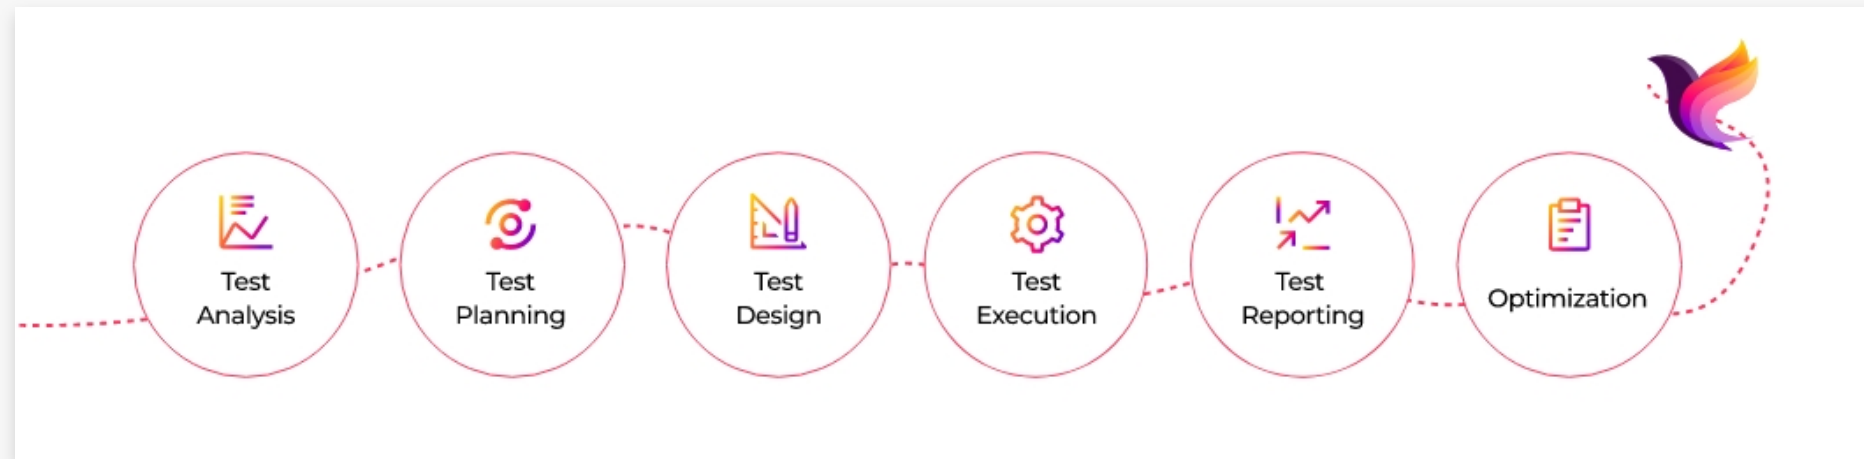 Test
Analysis
Test
Planning
Test
Design
Test
Execution
Test
Reporting
Optimization